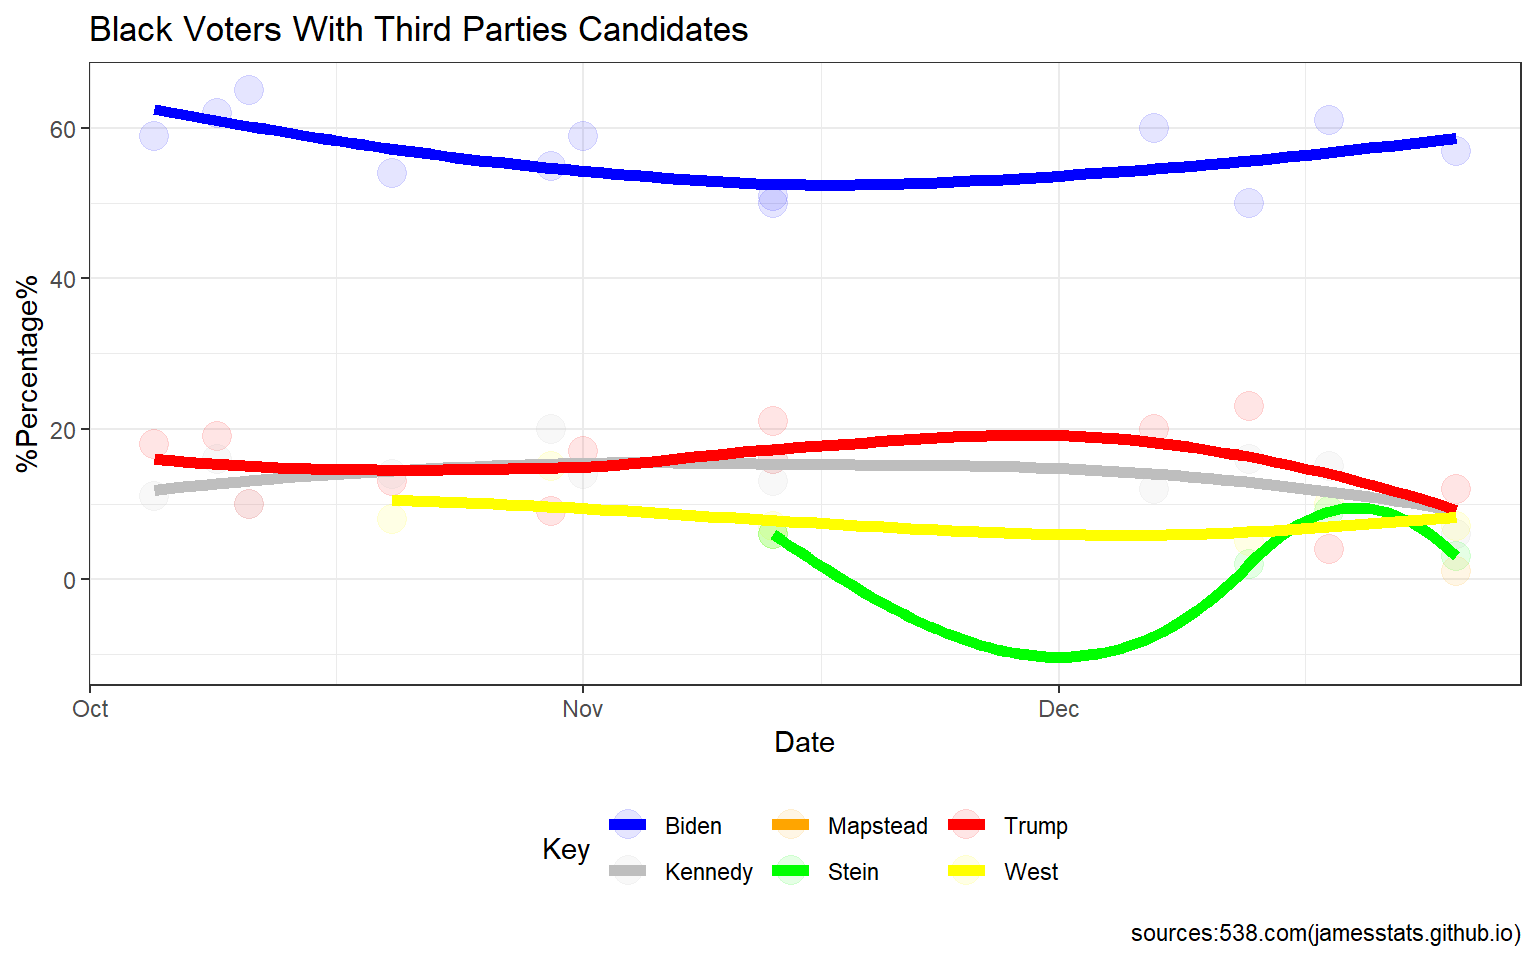 Black Voters With Third Parties Candidates
%Percentage%
60
40
20
0
Oct Nov Dec
Date
Key
Biden Mapstead Trump
Kennedy Stein West
sources:538.com(jamesstats.github.io)